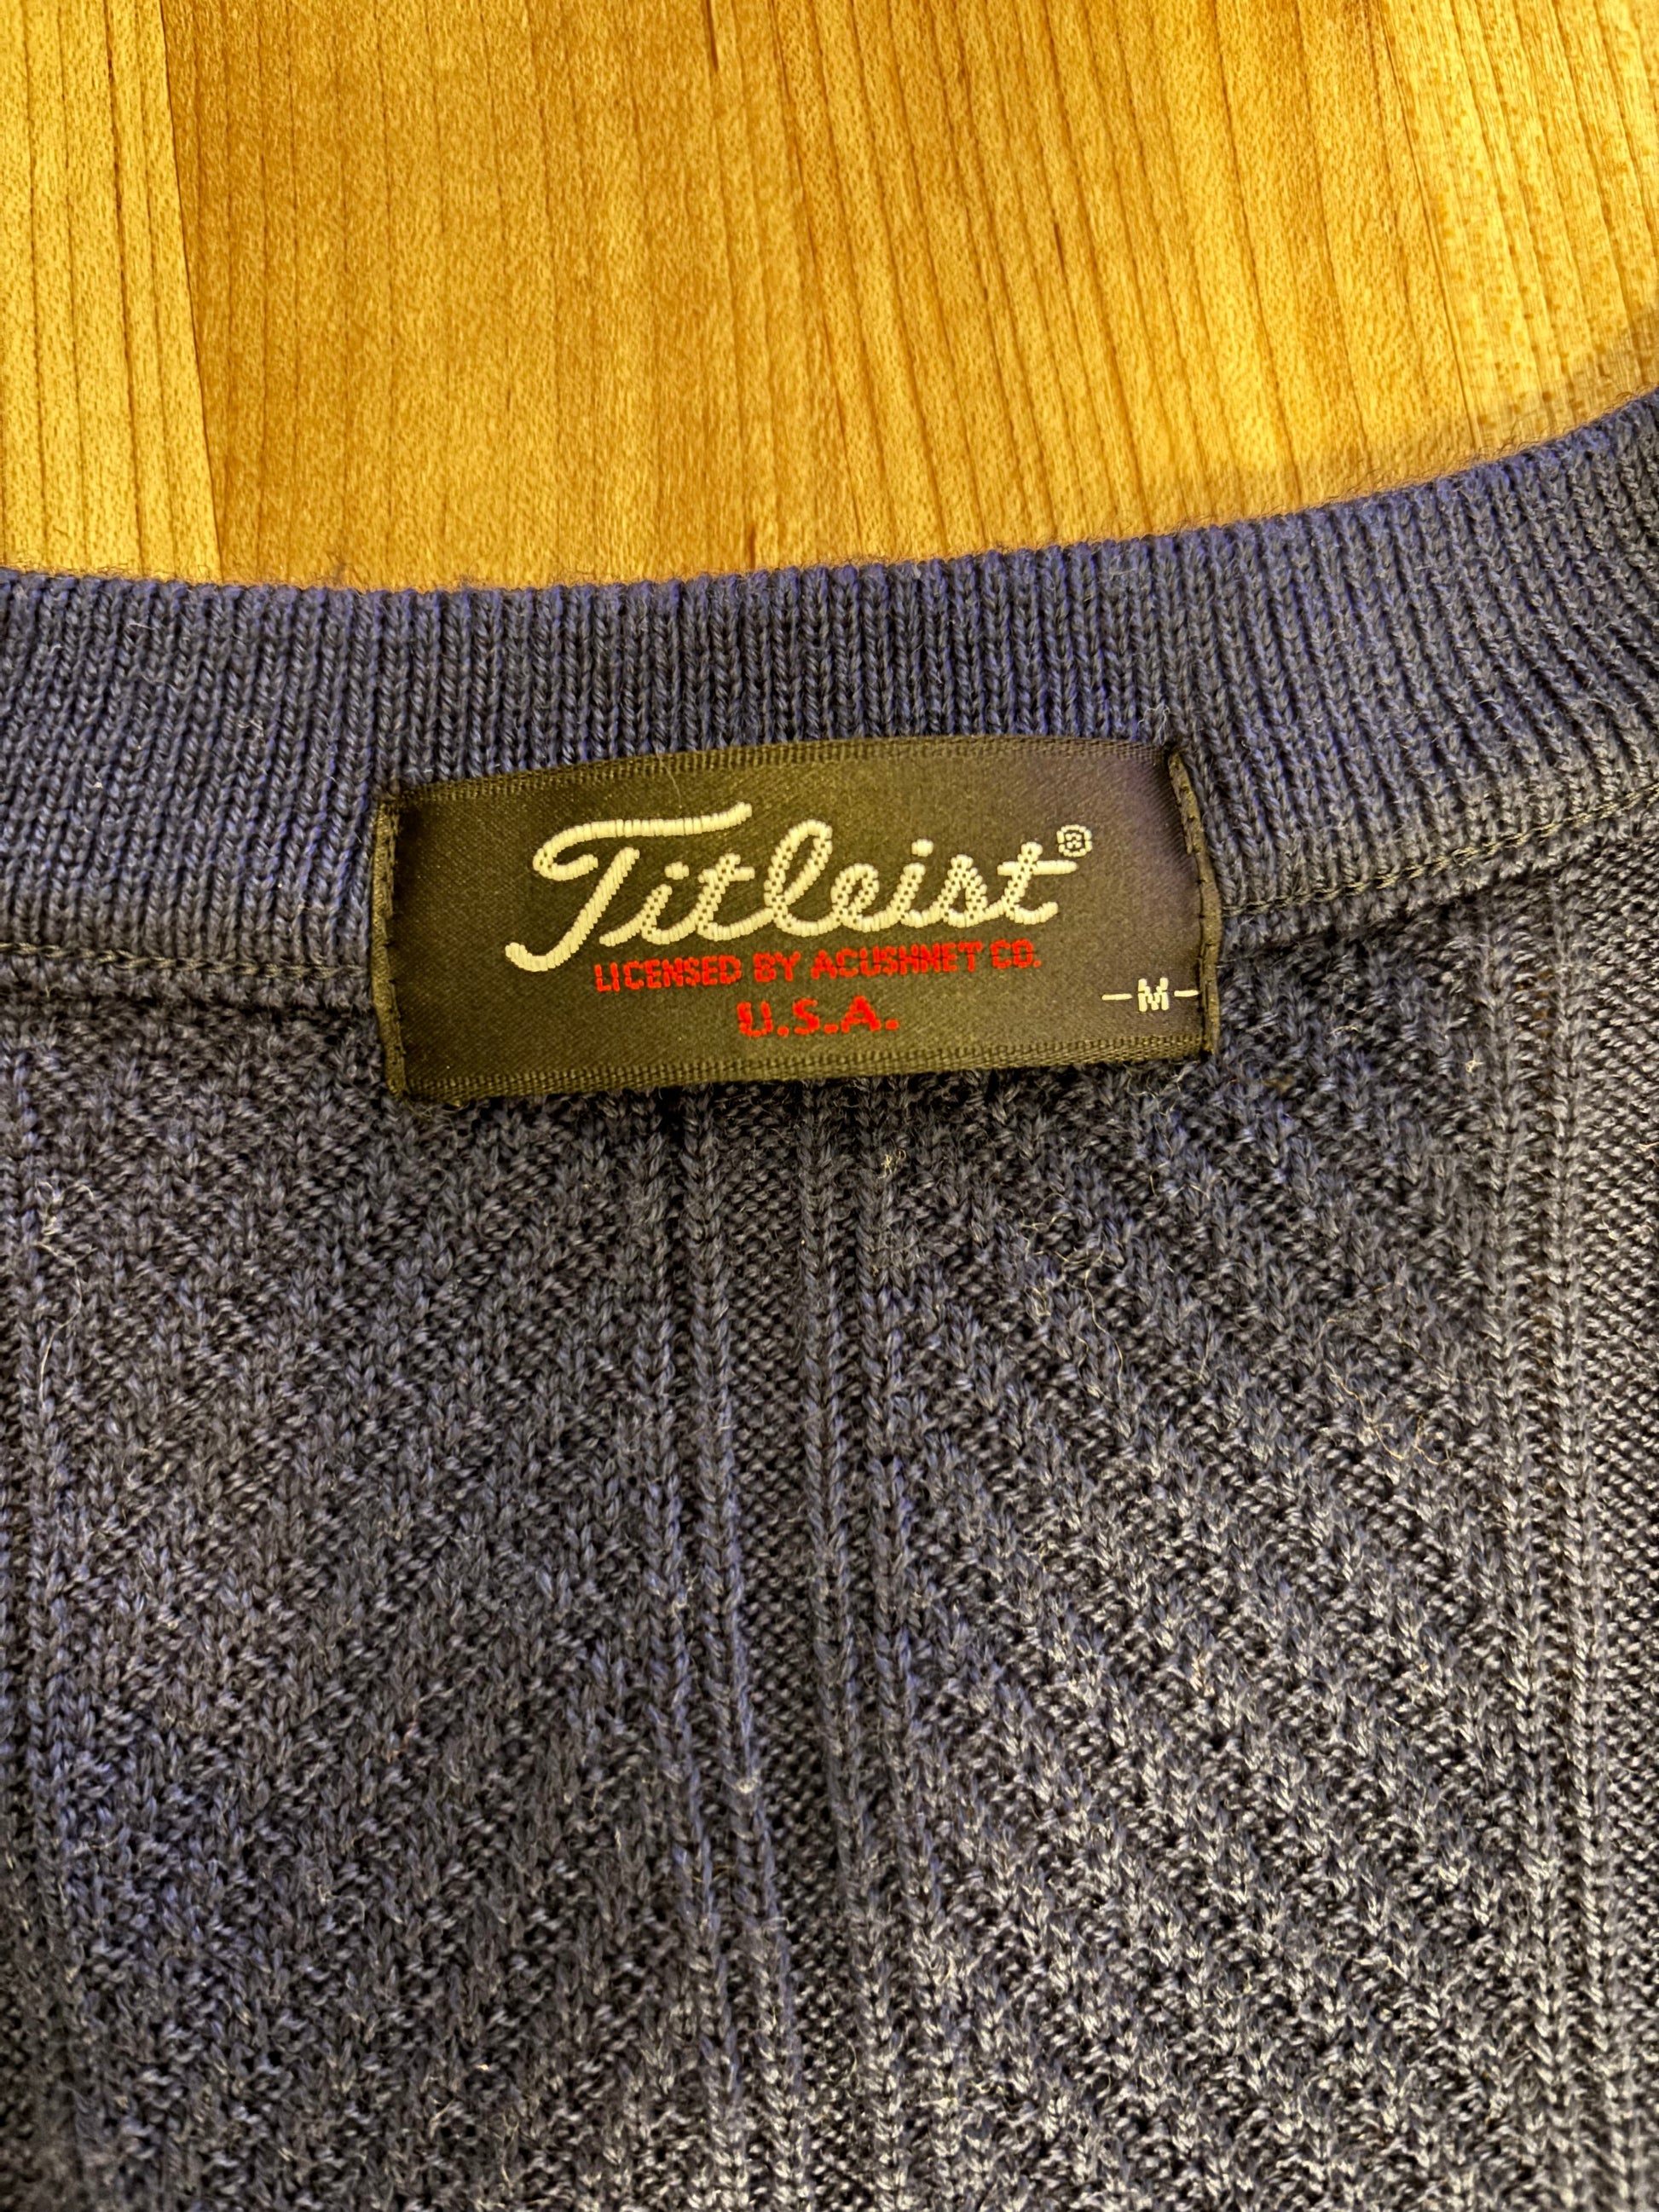 Titleist®
LICENSED BY ACUSHNET CO.
U.S.A.
-M-